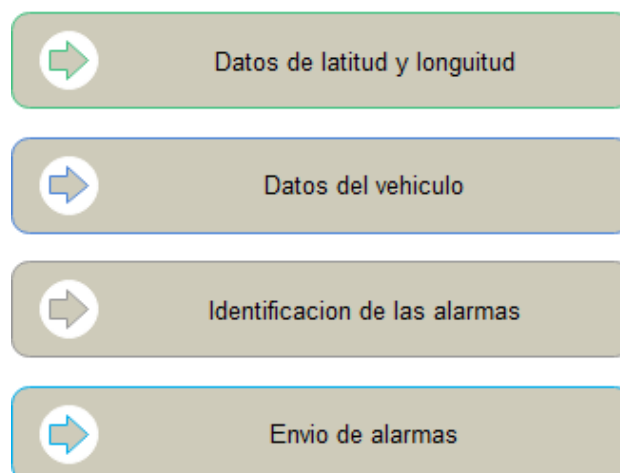 Datos de latitud y longuitud
Datos del vehiculo
Identificacion de las alarmas
Envio de alarmas